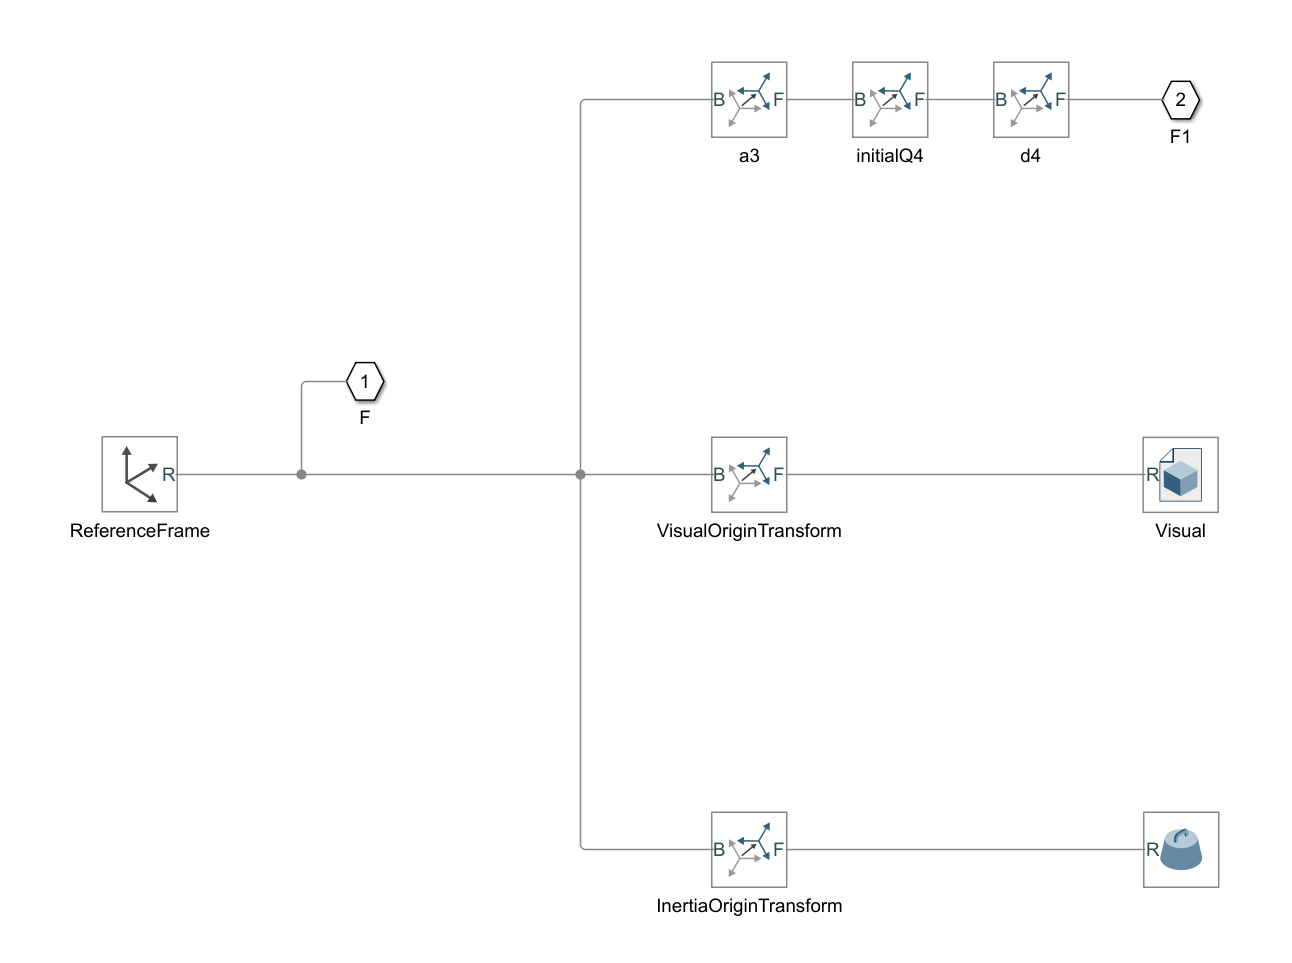 B F B F B F 2
a3 initialQ4 d4 F1
1
F
R B F R
ReferenceFrame VisualOriginTransform Visual
B F R
InertiaOriginTransform